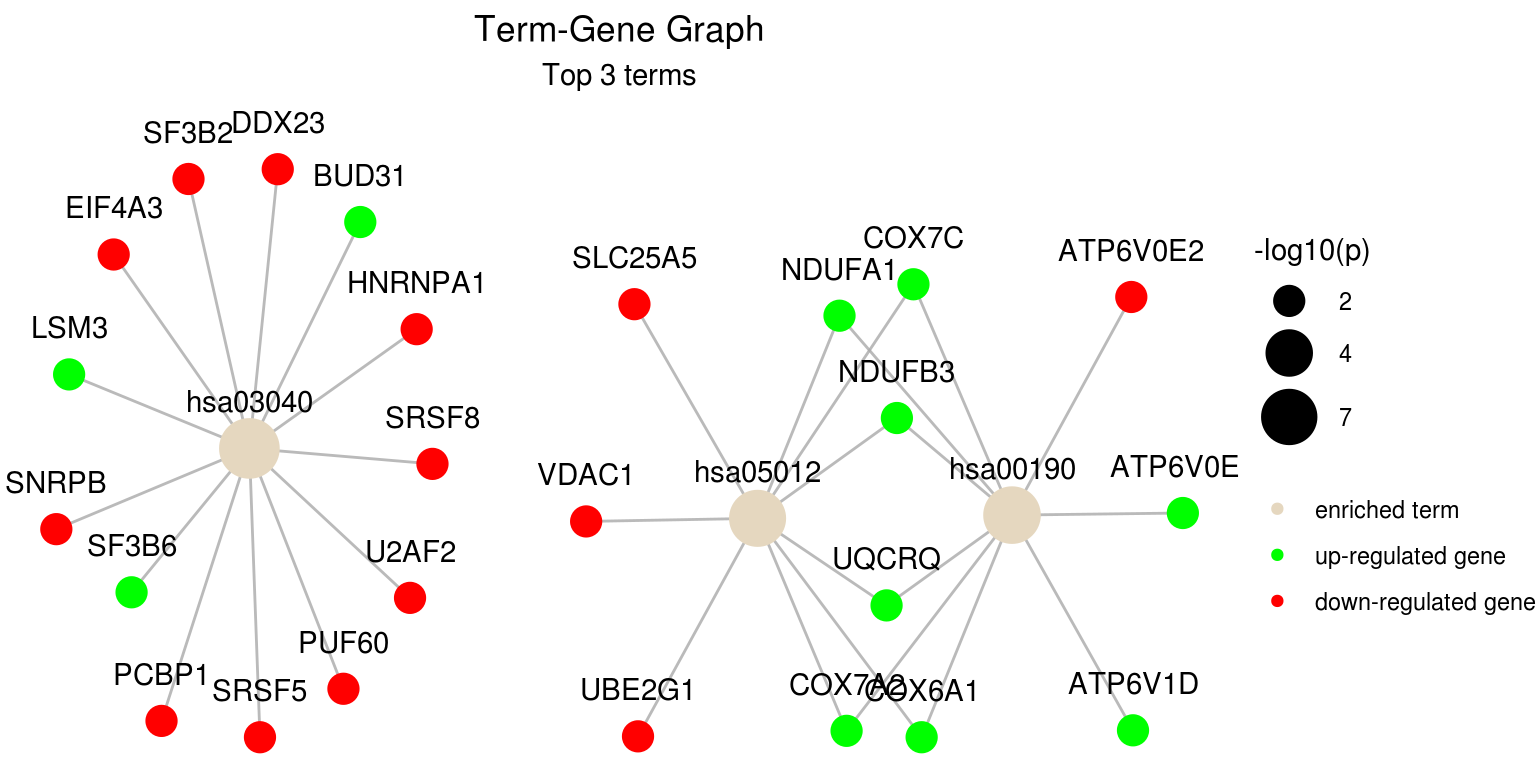 Term-Gene Graph
Top 3 terms
SF3B2
DDX23
BUD31
EIF4A3
HNRNPA1
LSM3
hsa03040
SRSF8
SNRPB
SF3B6
U2AF2
PUF60
PCBP1
SRSF5
COX7C
SLC25A5
NDUFA1
ATP6V0E2
NDUFB3
VDAC1
hsa05012
hsa00190
ATP6V0E
UQCRQ
UBE2G1
COX7A2
COX6A1
ATP6V1D
-log10(p)
2
4
7
enriched term
up-regulated gene
down-regulated gene